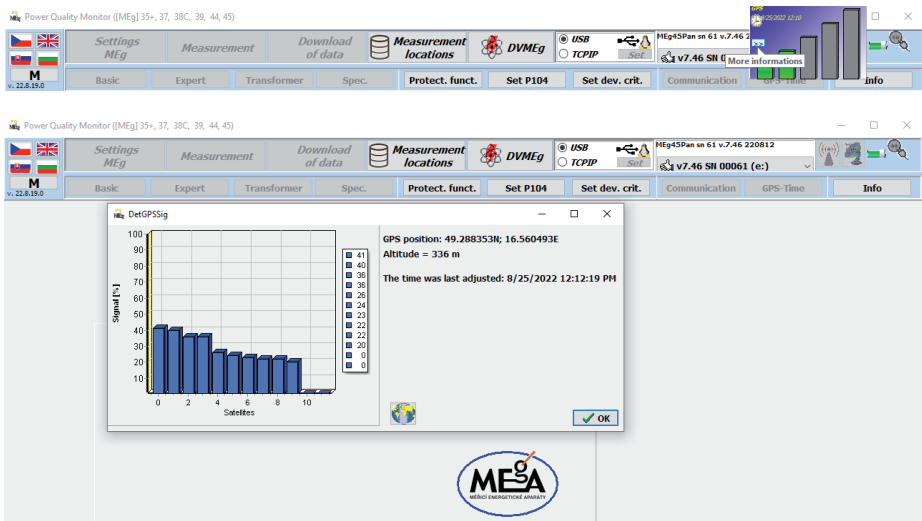 Power Quality Monitor ([MEg] 35+, 37, 38C, 39, 44, 45)
Settings MEg
Measurement
Download of data
Measurement locations
DVMEg
USB
TCPIP
Set
MEg45Pan sn 61 v.7.46 2
v7.46 SN 0
GPS
8/25/2022 12:10
>>
More informations
M
v. 22.8.19.0
Basic
Expert
Transformer
Spec.
Protect. funct.
Set P104
Set dev. crit.
Communication
GPS-Time
Info
Power Quality Monitor ([MEg] 35+, 37, 38C, 39, 44, 45)
Settings MEg
Measurement
Download of data
Measurement locations
DVMEg
USB
TCPIP
Set
MEg45Pan sn 61 v.7.46 220812
v7.46 SN 00061 (e:)
M
v. 22.8.19.0
Basic
Expert
Transformer
Spec.
Protect. funct.
Set P104
Set dev. crit.
Communication
GPS-Time
Info
DetGPSSig
100
90
80
70
60
50
40
30
20
10
Signal [%]
0 2 4 6 8 10
Satelites
41
40
36
36
26
24
23
22
22
20
0
0
GPS position: 49.288353N; 16.560493E
Altitude = 336 m
The time was last adjusted: 8/25/2022 12:12:19 PM
OK
MEgA
MĚŘICÍ ENERGETICKÉ APARÁTY